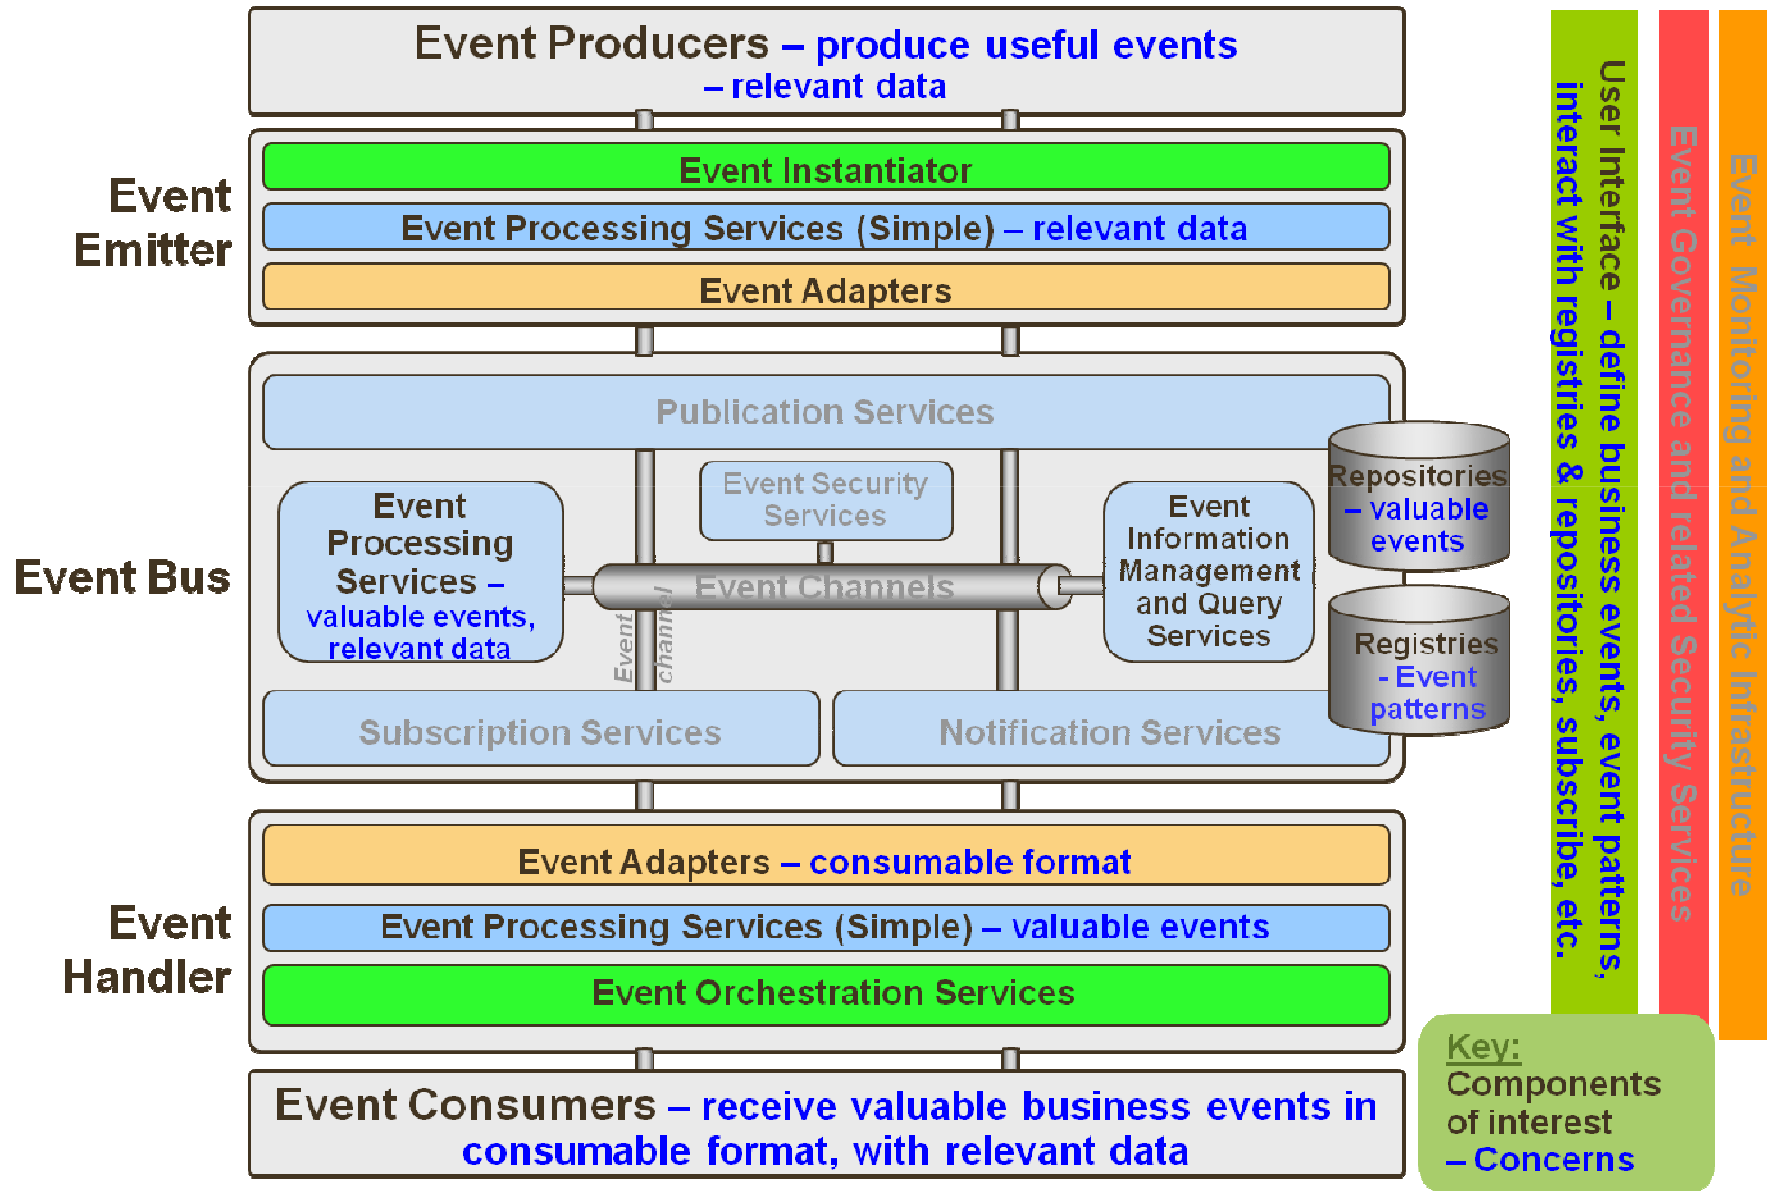 Event Producers – produce useful events
– relevant data
Event
Emitter
Event Instantiator
Event Processing Services (Simple) – relevant data
Event Adapters
Event Bus
Publication Services
Event Security
Services
Event
Processing
Services –
valuable events,
relevant data
Event Channels
Event
channel
Event
Information
Management
and Query
Services
Repositories
– valuable
events
Registries
- Event
patterns
Subscription Services
Notification Services
Event
Handler
Event Adapters – consumable format
Event Processing Services (Simple) – valuable events
Event Orchestration Services
Event Consumers – receive valuable business events in
consumable format, with relevant data
User Interface – define business events, event patterns,
interact with registries & repositories, subscribe, etc.
Event Governance and related Security Services
Event Monitoring and Analytic Infrastructure
Key:
Components
of interest
– Concerns